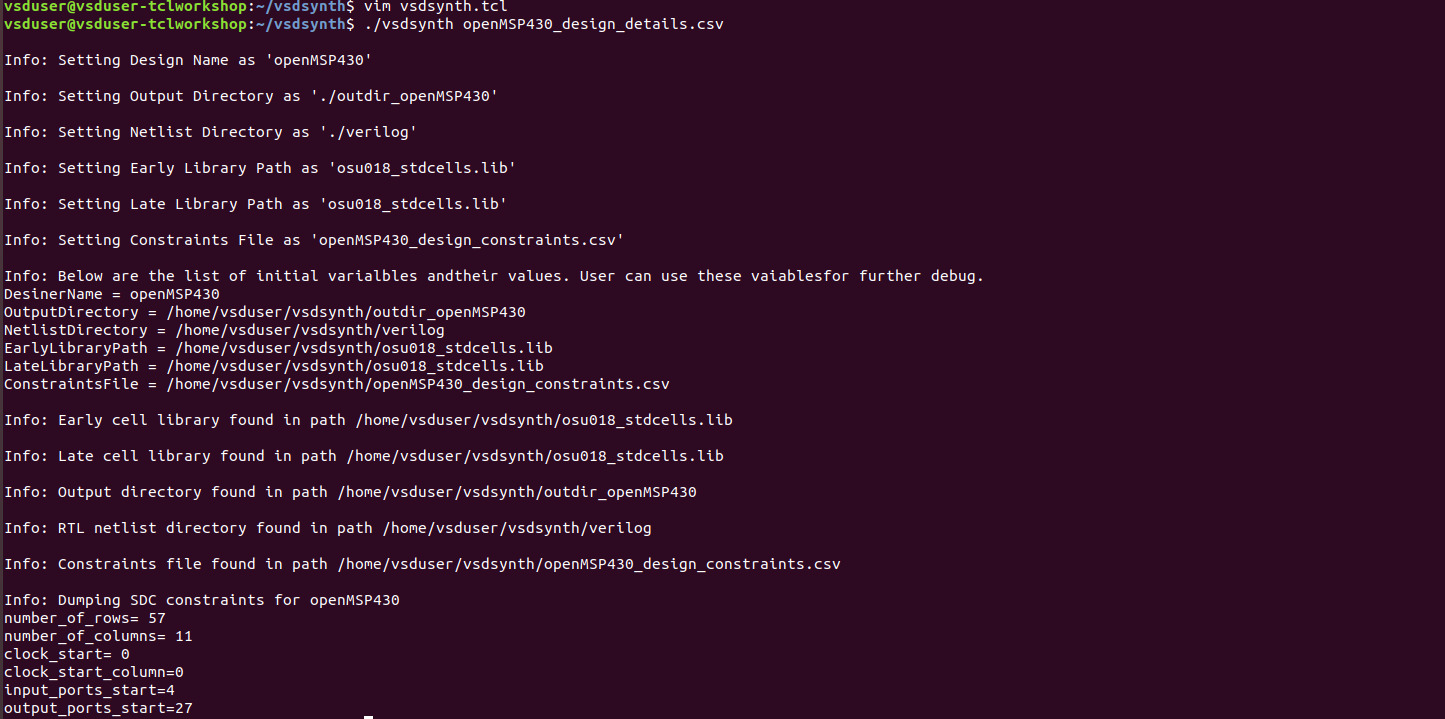 vsduser@vsduser-tclworkshop:~/vsdsynth$ vim vsdsynth.tcl
vsduser@vsduser-tclworkshop:~/vsdsynth$ ./vsdsynth openMSP430_design_details.csv
Info: Setting Design Name as 'openMSP430'
Info: Setting Output Directory as './outdir_openMSP430'
Info: Setting Netlist Directory as './verilog'
Info: Setting Early Library Path as 'osu018_stdcells.lib'
Info: Setting Late Library Path as 'osu018_stdcells.lib'
Info: Setting Constraints File as 'openMSP430_design_constraints.csv'
Info: Below are the list of initial varialbles andtheir values. User can use these vaiablesfor further debug.
DesinerName = openMSP430
OutputDirectory = /home/vsduser/vsdsynth/outdir_openMSP430
NetlistDirectory = /home/vsduser/vsdsynth/verilog
EarlyLibraryPath = /home/vsduser/vsdsynth/osu018_stdcells.lib
LateLibraryPath = /home/vsduser/vsdsynth/osu018_stdcells.lib
ConstraintsFile = /home/vsduser/vsdsynth/openMSP430_design_constraints.csv
Info: Early cell library found in path /home/vsduser/vsdsynth/osu018_stdcells.lib
Info: Late cell library found in path /home/vsduser/vsdsynth/osu018_stdcells.lib
Info: Output directory found in path /home/vsduser/vsdsynth/outdir_openMSP430
Info: RTL netlist directory found in path /home/vsduser/vsdsynth/verilog
Info: Constraints file found in path /home/vsduser/vsdsynth/openMSP430_design_constraints.csv
Info: Dumping SDC constraints for openMSP430
number_of_rows= 57
number_of_columns= 11
clock_start= 0
clock_start_column=0
input_ports_start=4
output_ports_start=27